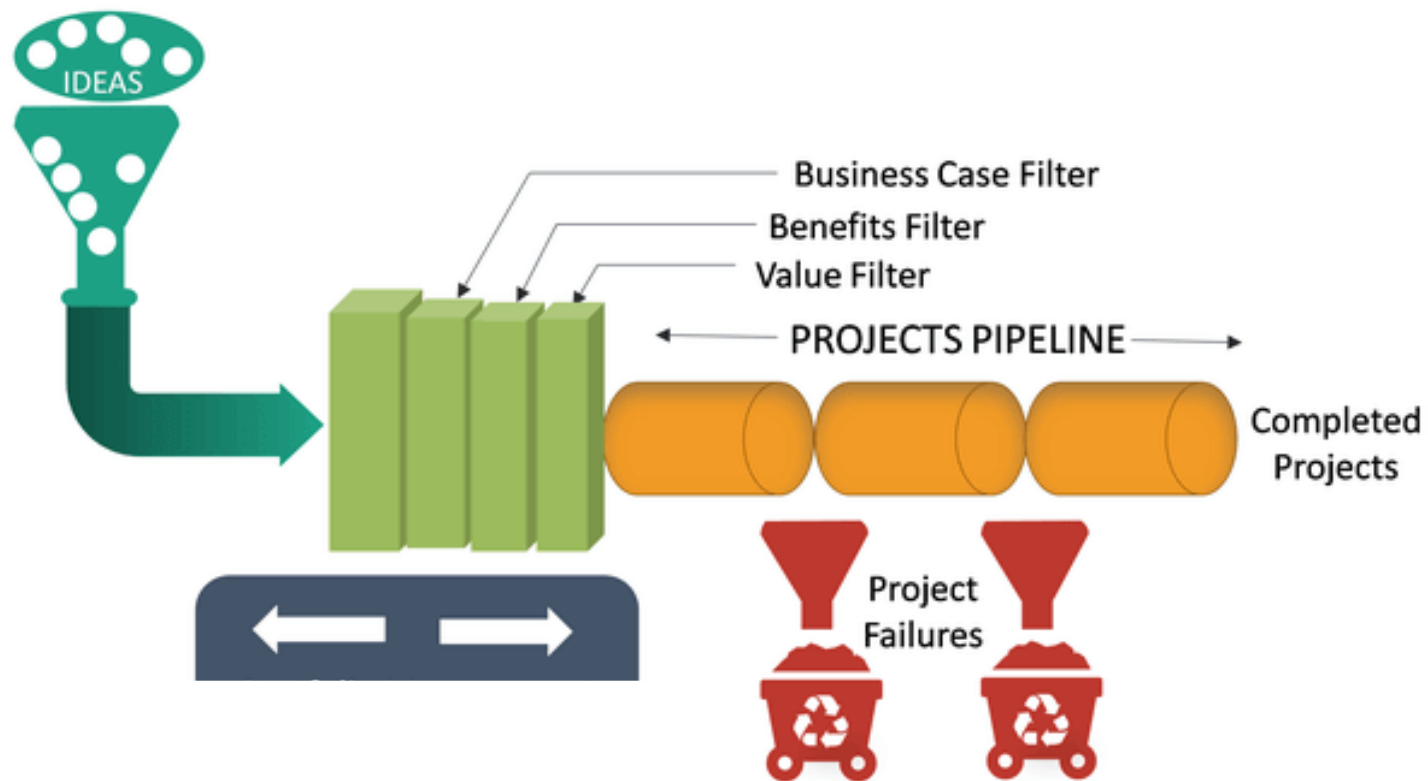 IDEAS
Business Case Filter
Benefits Filter
Value Filter
PROJECTS PIPELINE
Completed
Projects
Project
Failures